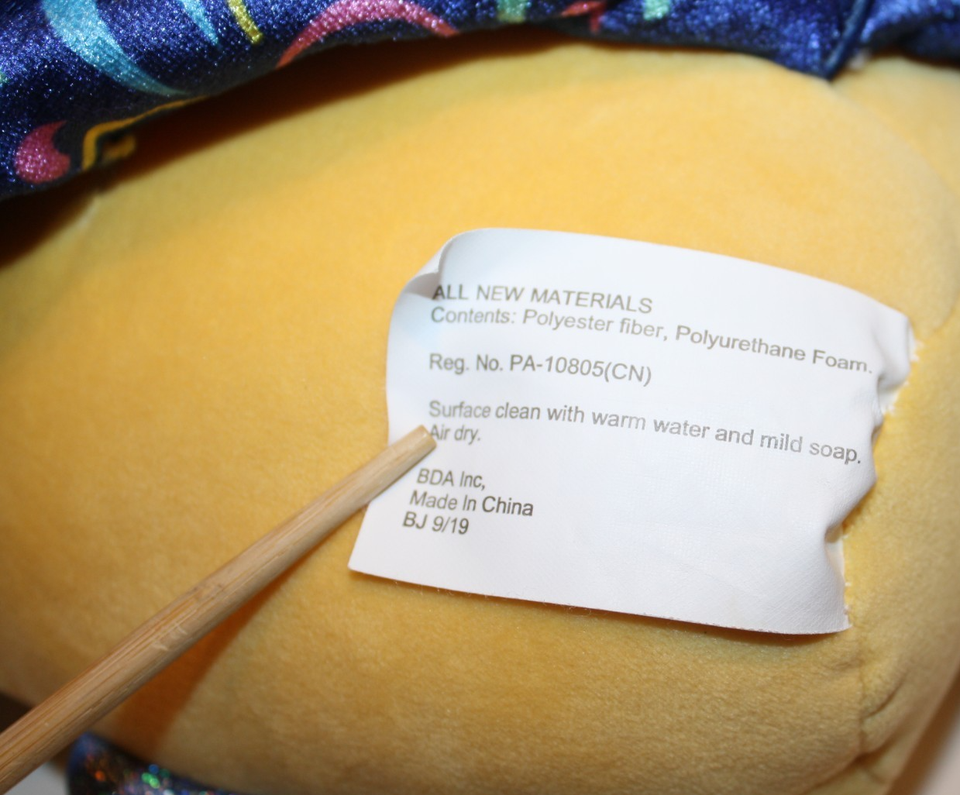 ALL NEW MATERIALS
Contents: Polyester fiber, Polyurethane Foam.
Reg. No. PA-10805(CN)
Surface clean with warm water and mild soap.
Air dry.
BDA Inc,
Made In China
BJ 9/19